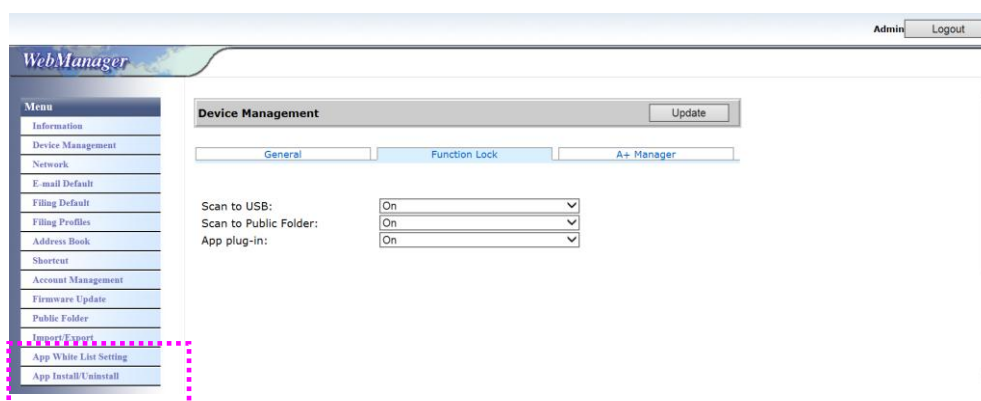 Admin Logout
WebManager
Menu
Information
Device Management
Network
E-mail Default
Filing Default
Filing Profiles
Address Book
Shortcut
Account Management
Firmware Update
Public Folder
Import/Export
App White List Setting
App Install/Uninstall
Device Management Update
General Function Lock A+ Manager
Scan to USB: On
Scan to Public Folder: On
App plug-in: On